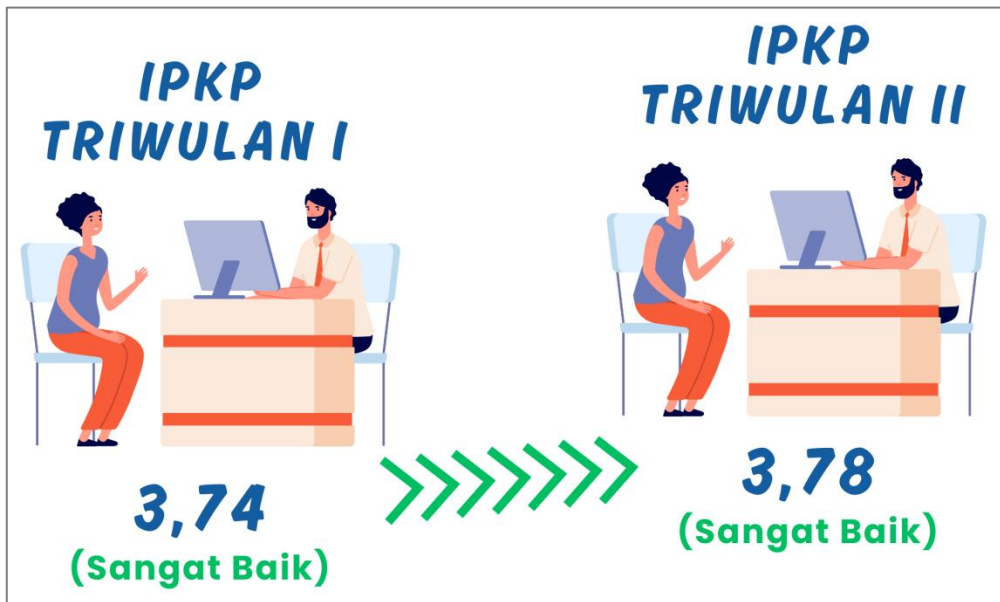 IPKP
TRIWULAN I
3,74
(Sangat Baik)
IPKP
TRIWULAN II
3,78
(Sangat Baik)